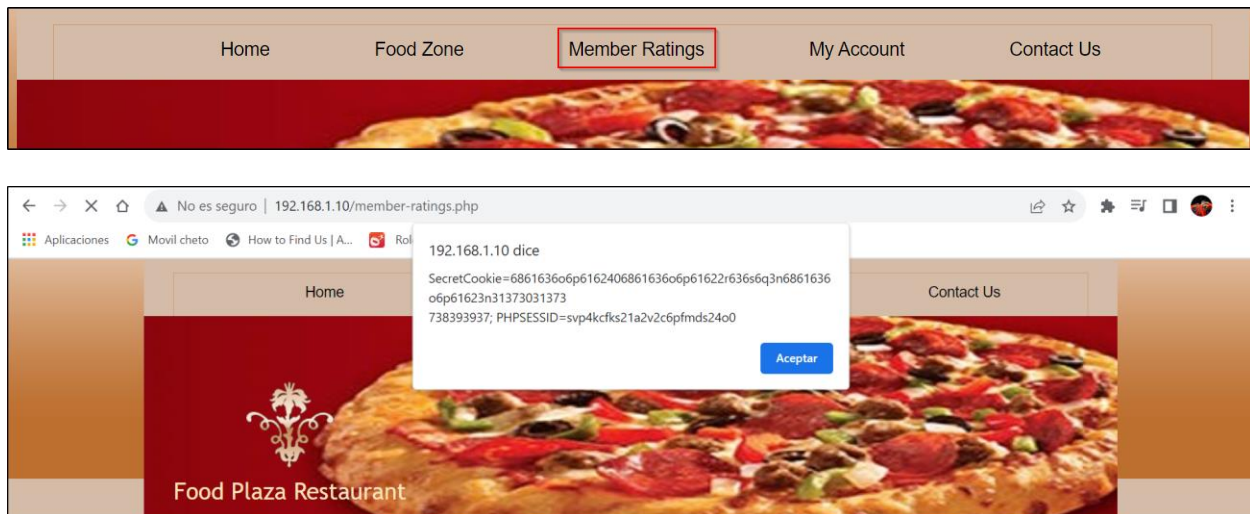 Home Food Zone Member Ratings My Account Contact Us
No es seguro | 192.168.1.10/member-ratings.php
Aplicaciones Movil cheto How to Find Us | A... Rol
192.168.1.10 dice
SecretCookie=6861636o6p6162406861636o6p61622r636s6q3n6861636
o6p61623n31373031373
738393937; PHPSESSID=svp4kcfks21a2v2c6pfmds24o0
Aceptar
Home Contact Us
Food Plaza Restaurant